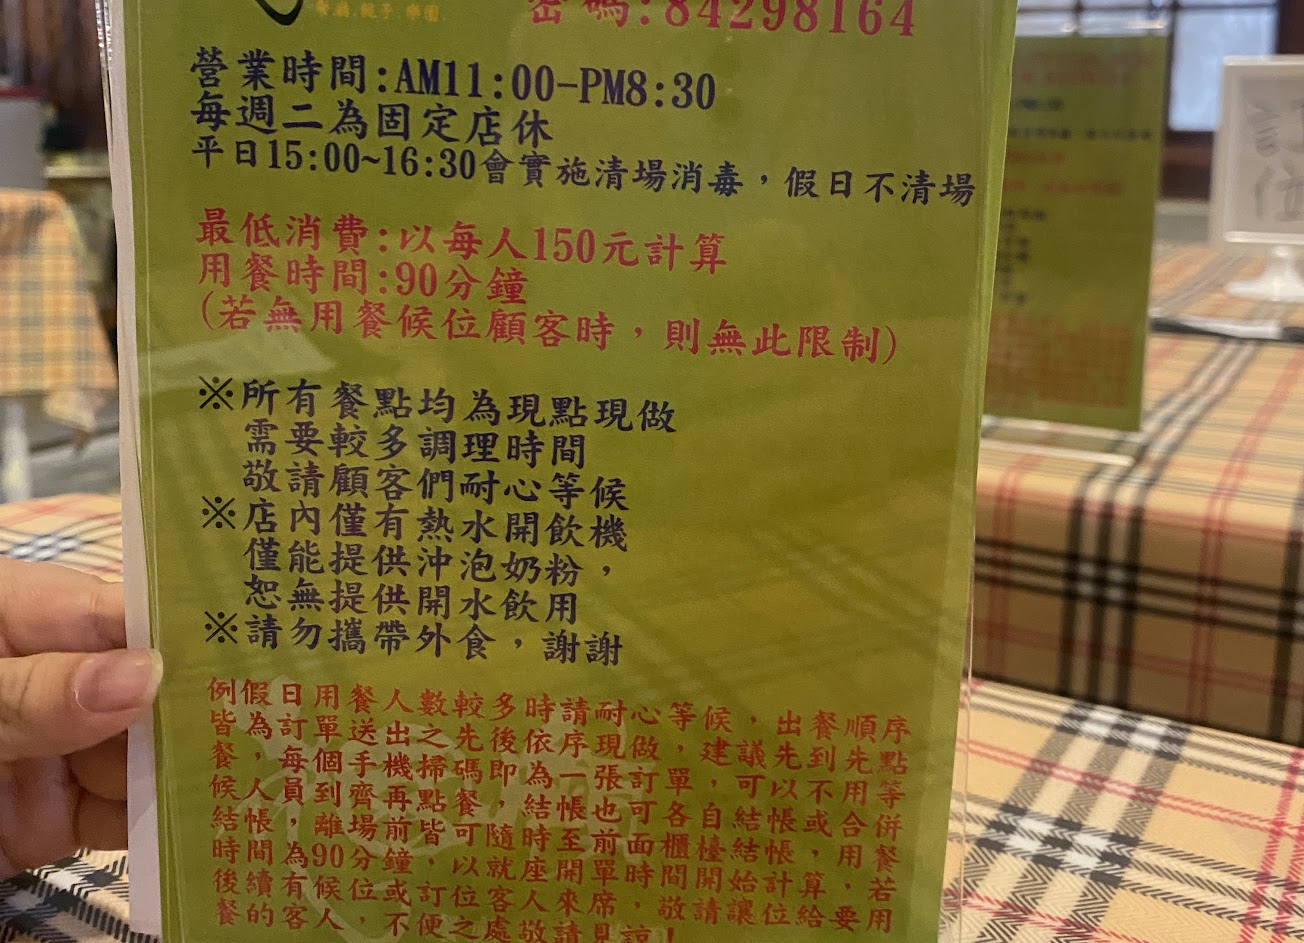 餐廳.親子.樂園.
密碼:84298164
營業時間:AM11:00-PM8:30
每週二為固定店休
平日15:00~16:30會實施清場消毒，假日不清場
最低消費:以每人150元計算
用餐時間:90分鐘
(若無用餐候位顧客時，則無此限制)
※所有餐點均為現點現做
需要較多調理時間
敬請顧客們耐心等候
※店內僅有熱水開飲機
僅能提供沖泡奶粉，
恕無提供開水飲用
※請勿攜帶外食，謝謝
例假日用餐人數較多時請耐心等候，出餐順序
皆為訂單送出之先後依序現做，建議先到先點
餐，每個手機掃碼即為一張訂單，可以不用等
候人員到齊再點餐，結帳也可各自結帳或合併
結帳，離場前皆可隨時至前面櫃檯結帳，用餐
時間為90分鐘，以就座開單時間開始計算，若
後續有候位或訂位客人來席，敬請讓位給要用
餐的客人，不便之處敬請見諒！